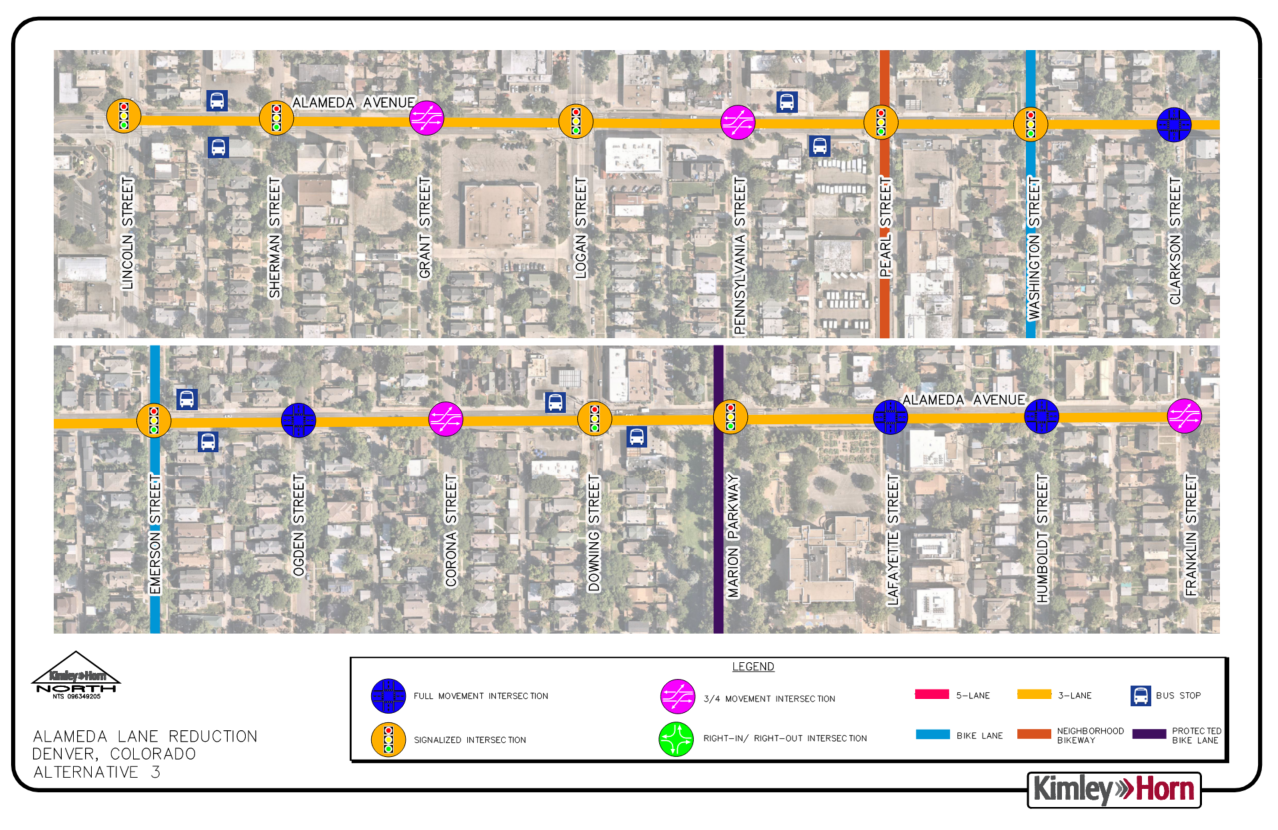 ALAMEDA AVENUE
LINCOLN STREET
SHERMAN STREET
GRANT STREET
LOGAN STREET
PENNSYLVANIA STREET
PEARL STREET
WASHINGTON STREET
CLARKSON STREET
ALAMEDA AVENUE
EMERSON STREET
OGDEN STREET
CORONA STREET
DOWNING STREET
MARION PARKWAY
LAFAYETTE STREET
HUMBOLDT STREET
FRANKLIN STREET
Kimley»Horn
NORTH
NTS 096349205
ALAMEDA LANE REDUCTION
DENVER, COLORADO
ALTERNATIVE 3
LEGEND
FULL MOVEMENT INTERSECTION
3/4 MOVEMENT INTERSECTION
5-LANE
3-LANE
BUS STOP
SIGNALIZED INTERSECTION
RIGHT-IN/ RIGHT-OUT INTERSECTION
BIKE LANE
NEIGHBORHOOD
BIKEWAY
PROTECTED
BIKE LANE
Kimley»Horn